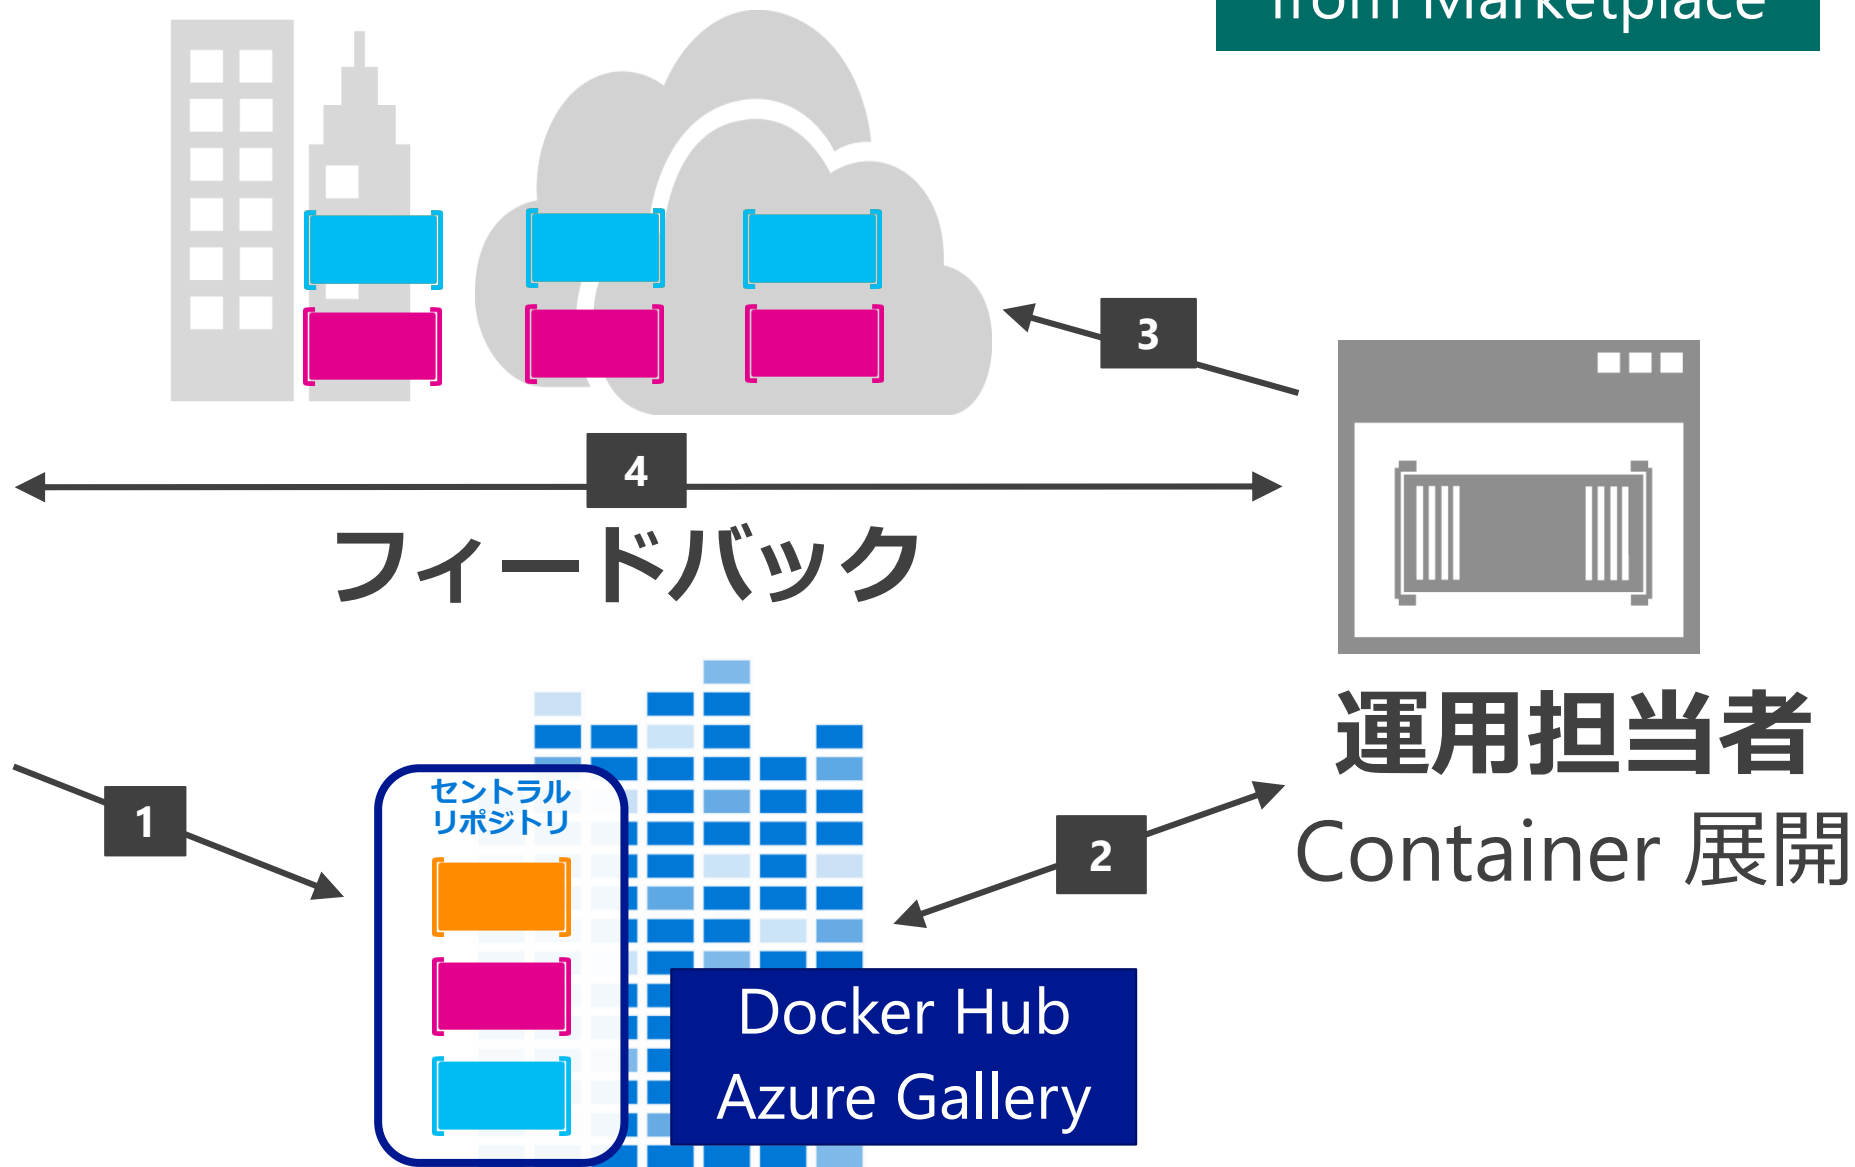 from Marketplace
3
4
フィードバック
運用担当者
Container 展開
セントラル
リポジトリ
1
2
Docker Hub
Azure Gallery